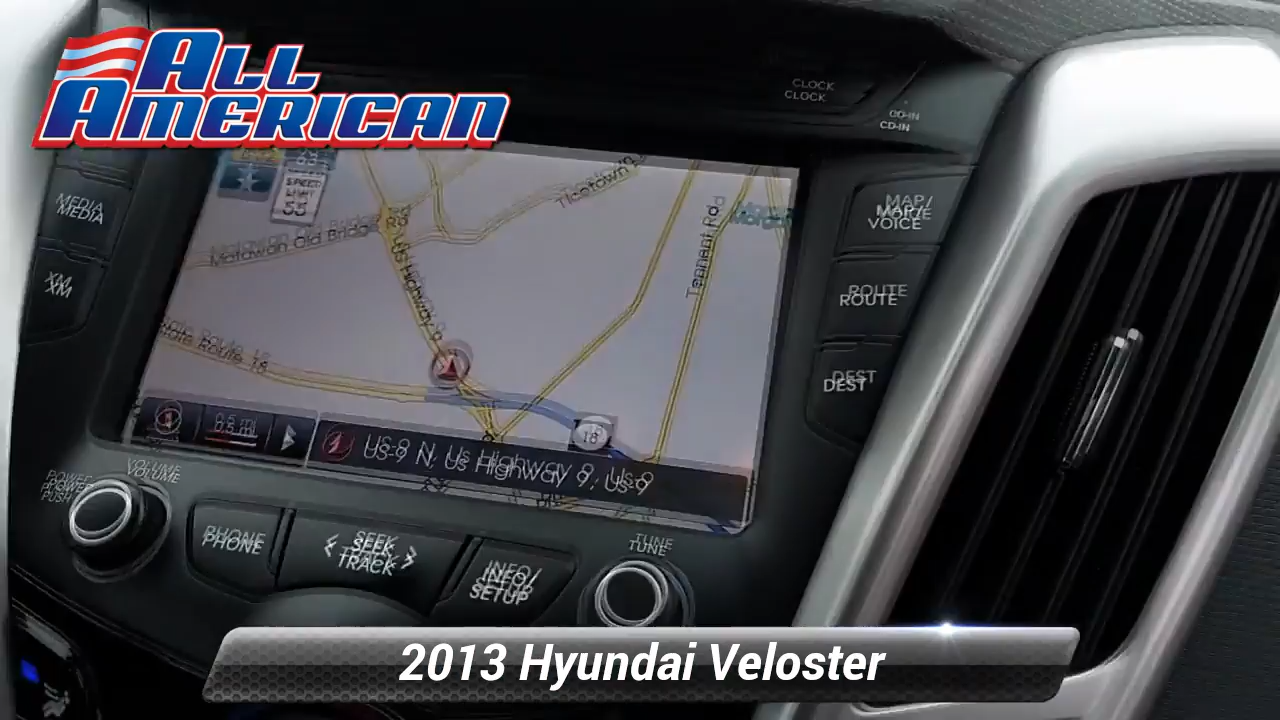 ALL
AMERICAN
CLOCK
CD-IN
MEDIA
XM
SPEED
LIMIT
55
Matawan Old Bridge Rd
Ticetown
Tennent Rd
US Highway 9
State Route 18
18
MAP/
VOICE
ROUTE
DEST
0.5 mi
US-9 N, Us Highway 9, US-9
POWER
PUSH
VOLUME
PHONE
SEEK
TRACK
INFO/
SETUP
TUNE
2013 Hyundai Veloster